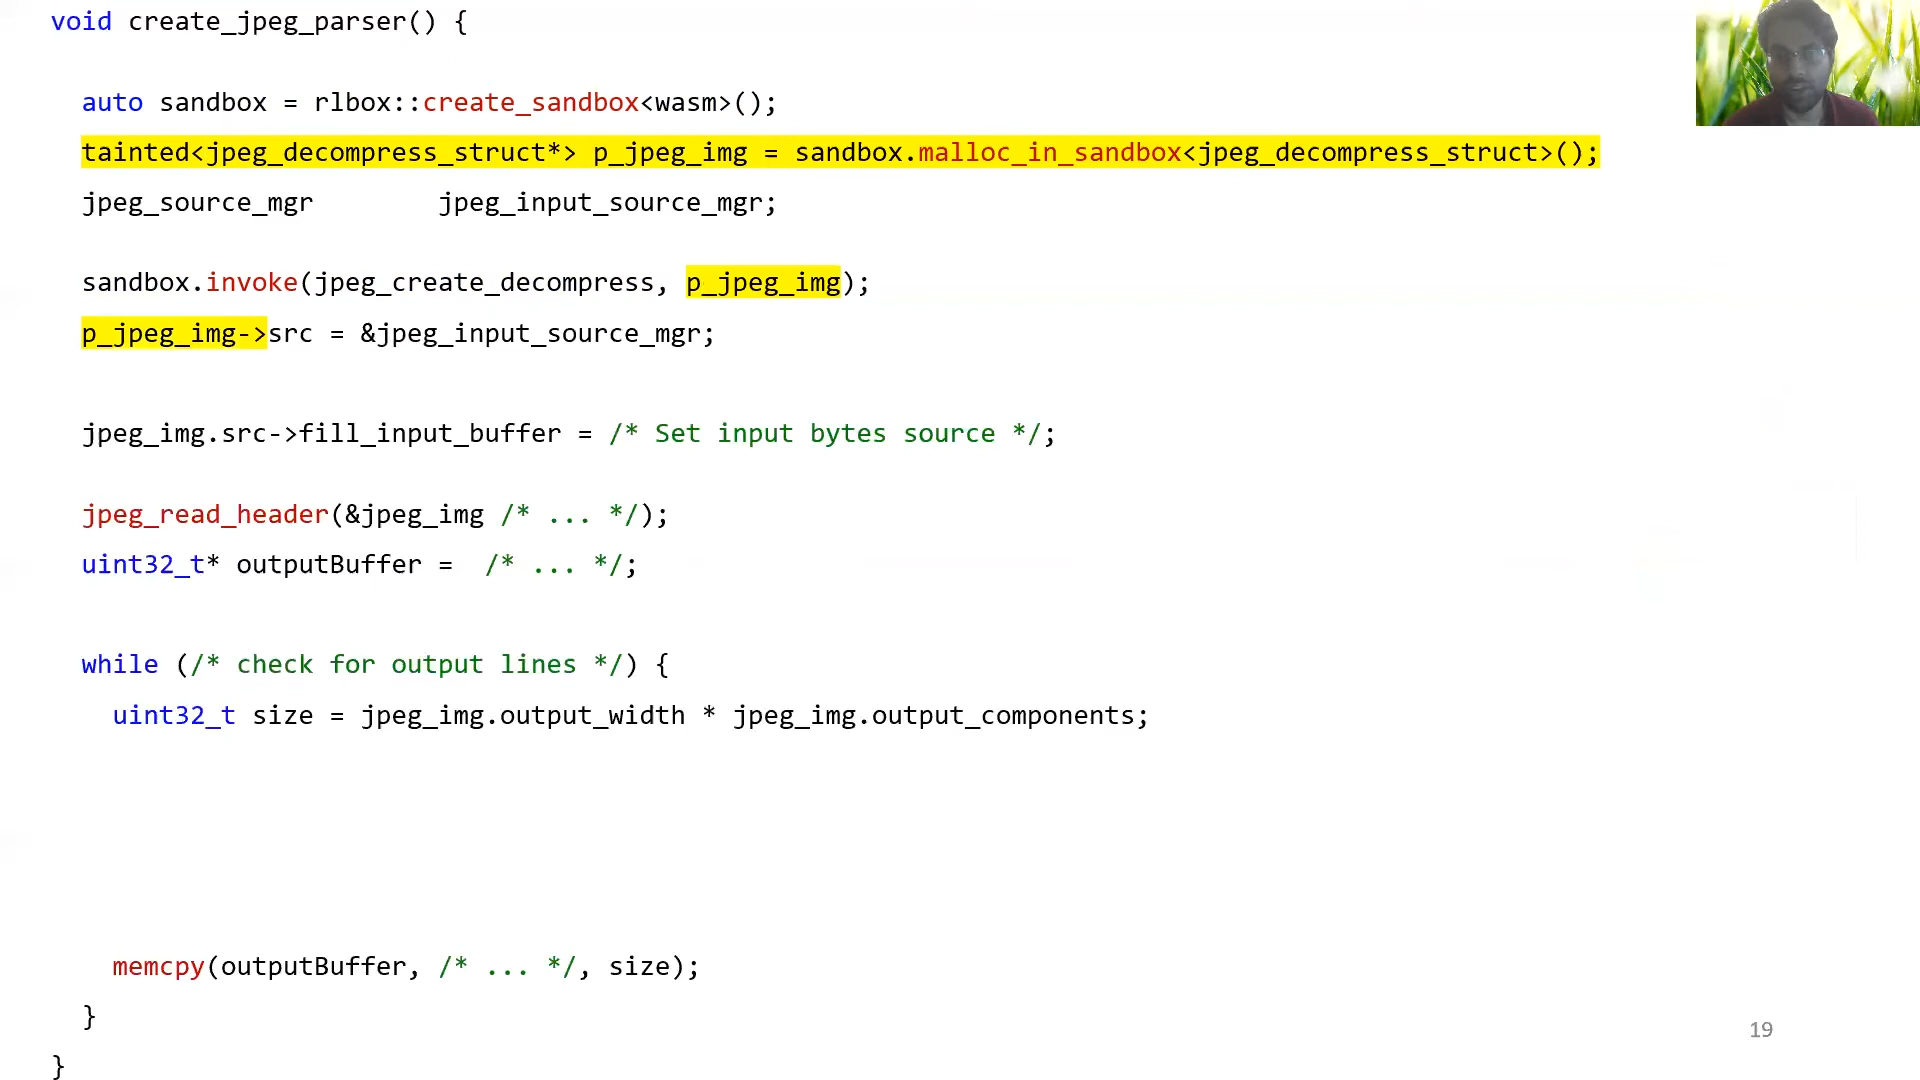 void create_jpeg_parser() {
auto sandbox = rlbox::create_sandbox<wasm>();
tainted<jpeg_decompress_struct*> p_jpeg_img = sandbox.malloc_in_sandbox<jpeg_decompress_struct>();
jpeg_source_mgr jpeg_input_source_mgr;
sandbox.invoke(jpeg_create_decompress, p_jpeg_img);
p_jpeg_img->src = &jpeg_input_source_mgr;
jpeg_img.src->fill_input_buffer = /* Set input bytes source */;
jpeg_read_header(&jpeg_img /* ... */);
uint32_t* outputBuffer = /* ... */;
while (/* check for output lines */) {
uint32_t size = jpeg_img.output_width * jpeg_img.output_components;
memcpy(outputBuffer, /* ... */, size);
}
}
19